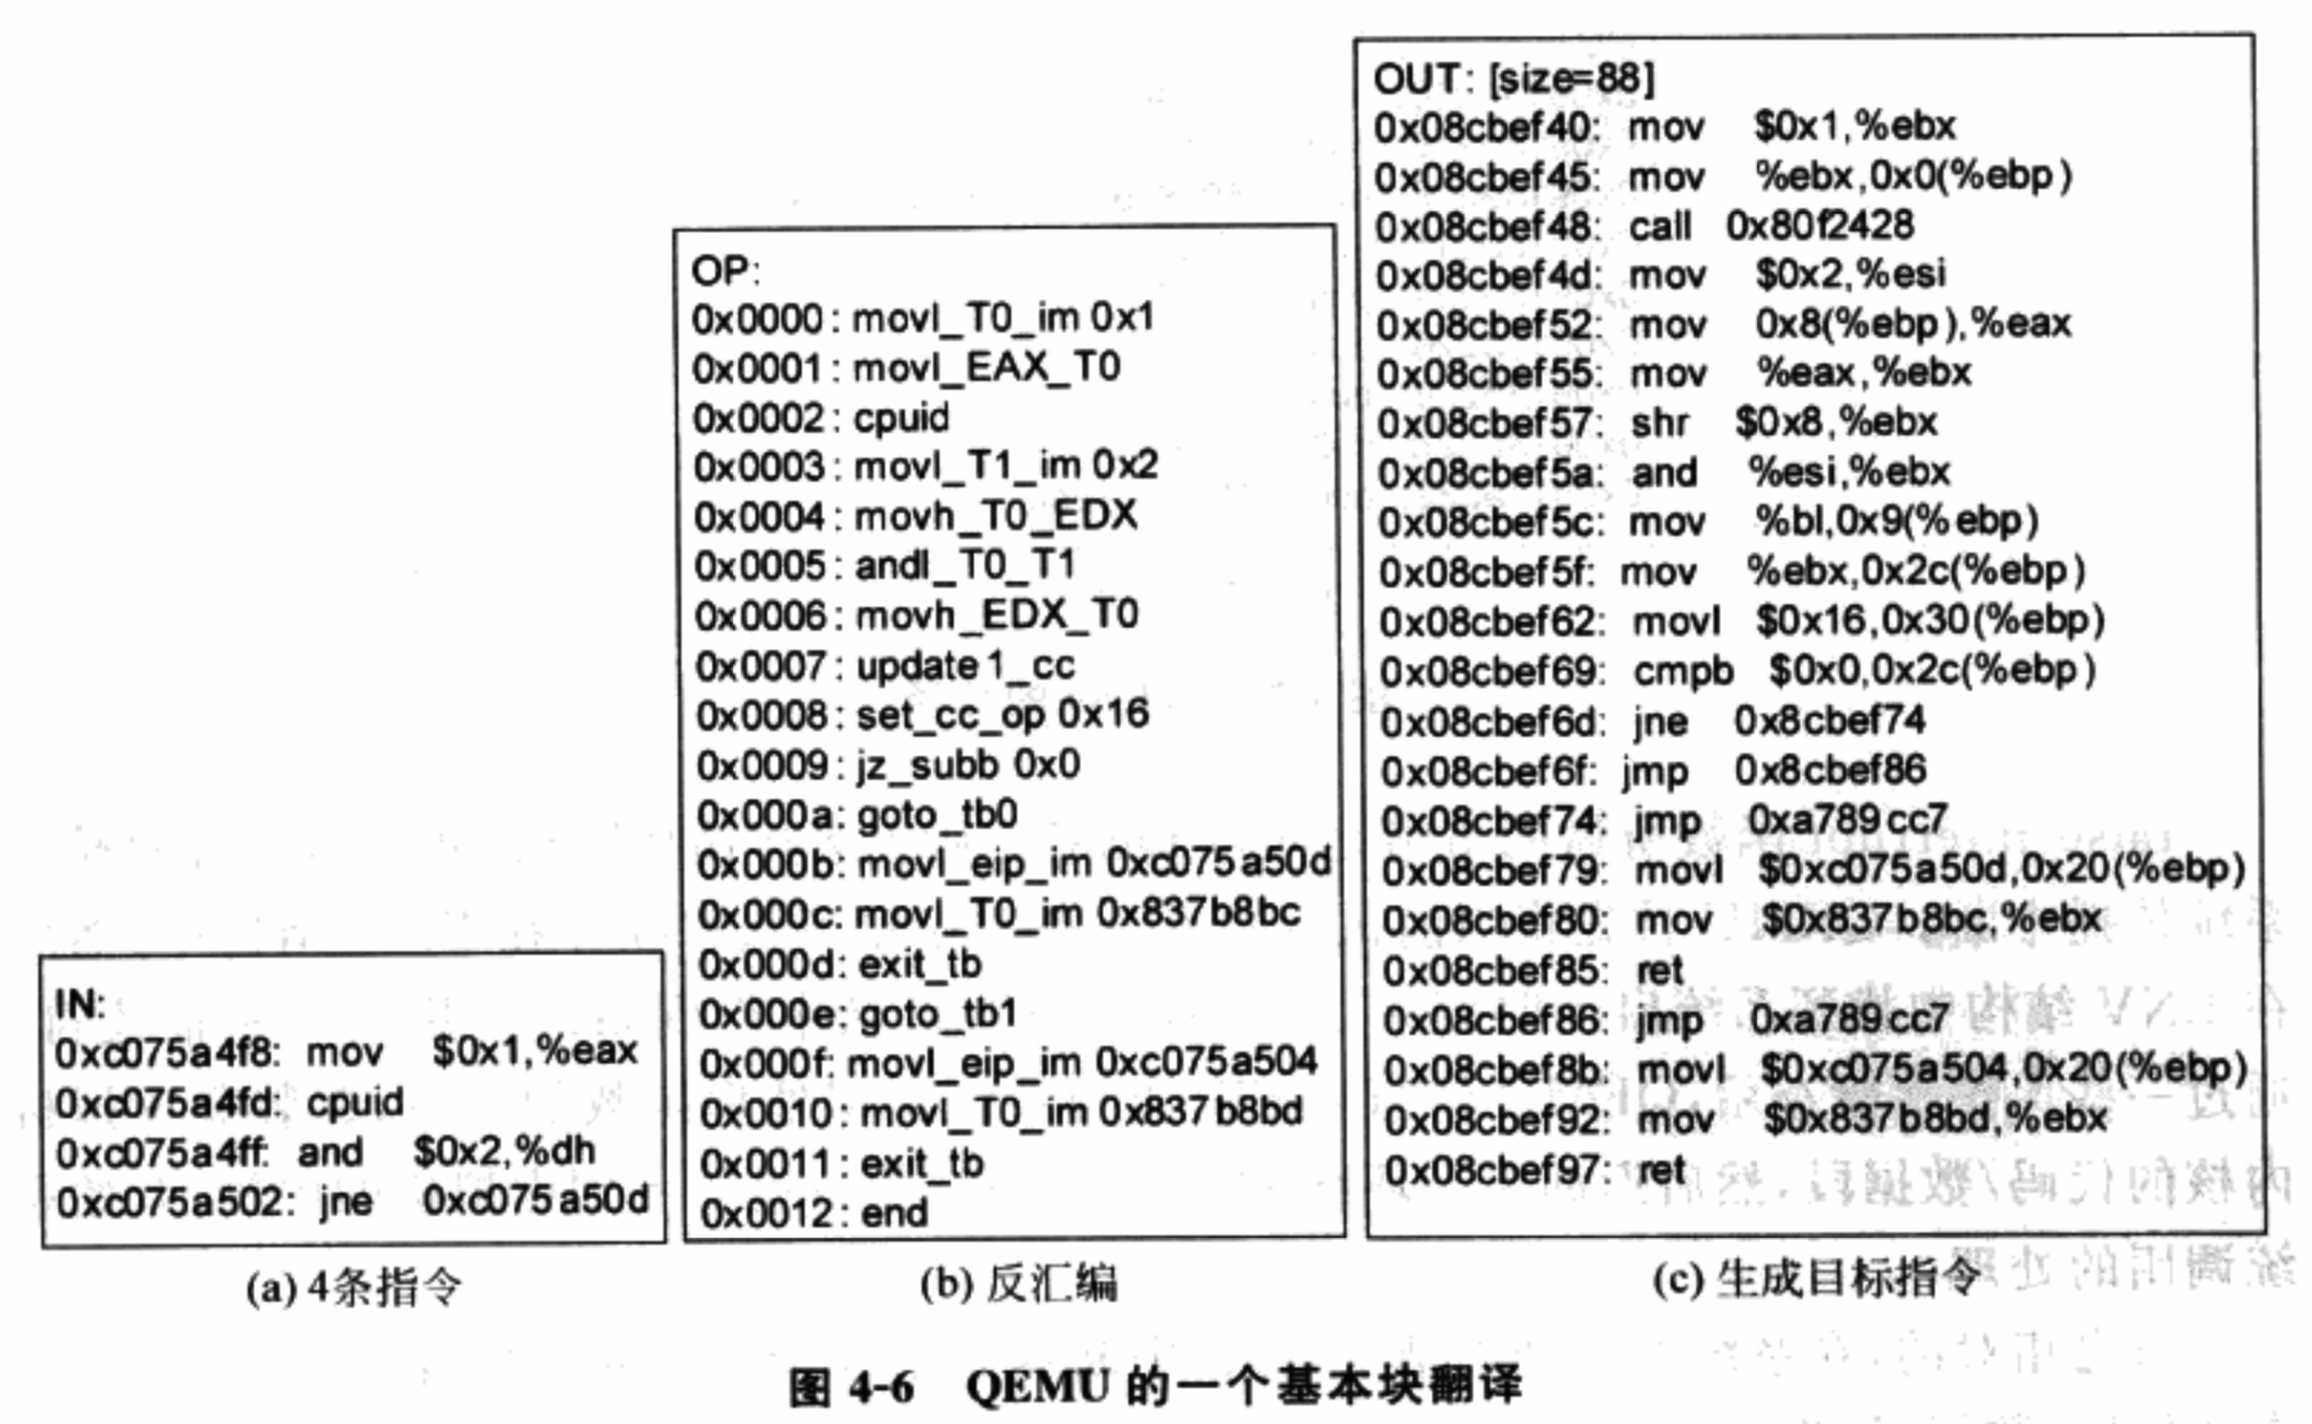 IN:
0xc075a4f8: mov $0x1,%eax
0xc075a4fd: cpuid
0xc075a4ff: and $0x2,%dh
0xc075a502: jne 0xc075a50d
(a) 4条指令
OP:
0x0000: movl_T0_im 0x1
0x0001: movl_EAX_T0
0x0002: cpuid
0x0003: movl_T1_im 0x2
0x0004: movh_T0_EDX
0x0005: andl_T0_T1
0x0006: movh_EDX_T0
0x0007: update1_cc
0x0008: set_cc_op 0x16
0x0009: jz_subb 0x0
0x000a: goto_tb0
0x000b: movl_eip_im 0xc075a50d
0x000c: movl_T0_im 0x837b8bc
0x000d: exit_tb
0x000e: goto_tb1
0x000f: movl_eip_im 0xc075a504
0x0010: movl_T0_im 0x837b8bd
0x0011: exit_tb
0x0012: end
(b) 反汇编
OUT: [size=88]
0x08cbef40: mov $0x1,%ebx
0x08cbef45: mov %ebx,0x0(%ebp)
0x08cbef48: call 0x80f2428
0x08cbef4d: mov $0x2,%esi
0x08cbef52: mov 0x8(%ebp),%eax
0x08cbef55: mov %eax,%ebx
0x08cbef57: shr $0x8,%ebx
0x08cbef5a: and %esi,%ebx
0x08cbef5c: mov %bl,0x9(%ebp)
0x08cbef5f: mov %ebx,0x2c(%ebp)
0x08cbef62: movl $0x16,0x30(%ebp)
0x08cbef69: cmpb $0x0,0x2c(%ebp)
0x08cbef6d: jne 0x8cbef74
0x08cbef6f: jmp 0x8cbef86
0x08cbef74: jmp 0xa789cc7
0x08cbef79: movl $0xc075a50d,0x20(%ebp)
0x08cbef80: mov $0x837b8bc,%ebx
0x08cbef85: ret
0x08cbef86: jmp 0xa789cc7
0x08cbef8b: movl $0xc075a504,0x20(%ebp)
0x08cbef92: mov $0x837b8bd,%ebx
0x08cbef97: ret
(c) 生成目标指令
图 4-6 QEMU 的一个基本块翻译